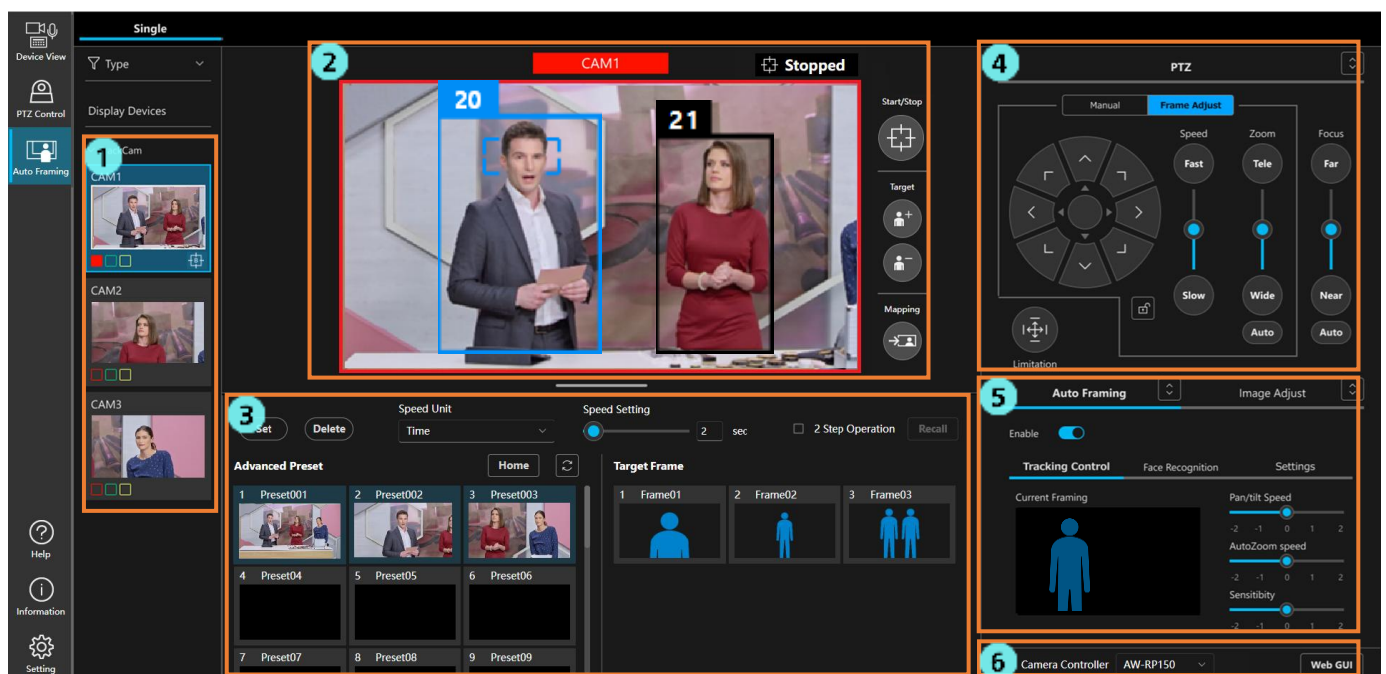 Single
Device View
PTZ Control
Auto Framing
Help
Information
Setting
Type
Display Devices
1
Cam
CAM1
CAM2
CAM3
2
CAM1
Stopped
20
21
Start/Stop
Target
Mapping
3
Set
Delete
Speed Unit
Time
Speed Setting
2 sec
2 Step Operation
Recall
Advanced Preset
Home
1 Preset001
2 Preset002
3 Preset003
4 Preset04
5 Preset05
6 Preset06
7 Preset07
8 Preset08
9 Preset09
Target Frame
1 Frame01
2 Frame02
3 Frame03
4
PTZ
Manual
Frame Adjust
Speed
Zoom
Focus
Fast
Tele
Far
Slow
Wide
Near
Auto
Auto
Limitation
5
Auto Framing
Image Adjust
Enable
Tracking Control
Face Recognition
Settings
Current Framing
Pan/tilt Speed
-2 -1 0 1 2
AutoZoom speed
-2 -1 0 1 2
Sensitibity
-2 -1 0 1 2
6
Camera Controller
AW-RP150
Web GUI